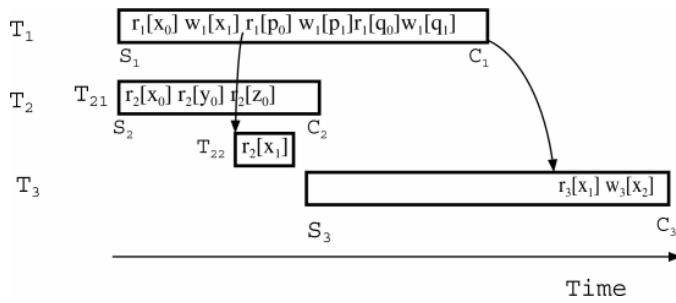 T₁ r₁[x₀] w₁[x₁] r₁[p₀] w₁[p₁]r₁[q₀]w₁[q₁]
S₁ C₁
T₂ T₂₁ r₂[x₀] r₂[y₀] r₂[z₀]
S₂ C₂
T₂₂ r₂[x₁]
T₃ r₃[x₁] w₃[x₂]
S₃ C₃
Time